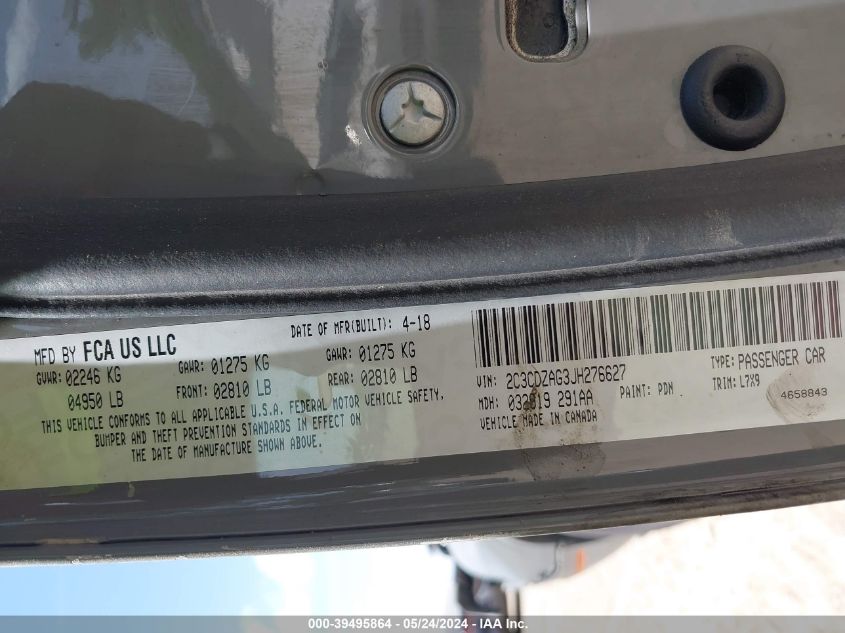 MFD BY FCA US LLC
DATE OF MFR(BUILT): 4-18
GVWR: 02246 KG
GAWR: 01275 KG
GAWR: 01275 KG
04950 LB
FRONT: 02810 LB
REAR: 02810 LB
THIS VEHICLE CONFORMS TO ALL APPLICABLE U.S.A. FEDERAL MOTOR VEHICLE SAFETY,
BUMPER AND THEFT PREVENTION STANDARDS IN EFFECT ON
THE DATE OF MANUFACTURE SHOWN ABOVE.
VIN: 2C3CDZAG3JH276627
TYPE: PASSENGER CAR
MDH: 291AA
PAINT: PDN
TRIM: L7X9
VEHICLE MADE IN CANADA
4658843
000-39495864 - 05/24/2024 - IAA Inc.